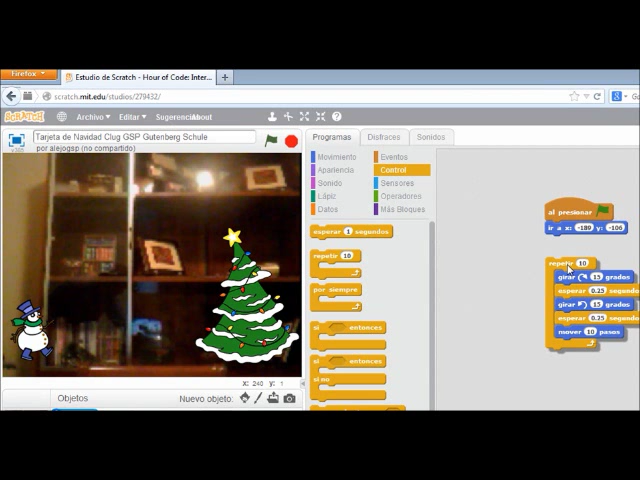 Firefox
Estudio de Scratch - Hour of Code: Inter...
scratch.mit.edu/studios/279432/
SCRATCH Archivo Editar Sugerencias About
Tarjeta de Navidad Clug GSP Gutenberg Schule
por alejogsp (no compartido)
Programas Disfraces Sonidos
Movimiento Eventos
Apariencia Control
Sonido Sensores
Lápiz Operadores
Datos Más Bloques
esperar 1 segundos
repetir 10
por siempre
si entonces
si entonces
si no
al presionar
ir a x: -189 y: -106
repetir 10
girar 15 grados
esperar 0.25 segundo
girar 15 grados
esperar 0.25 segundo
mover 10 pasos
x: 240 y: 1
Objetos Nuevo objeto: